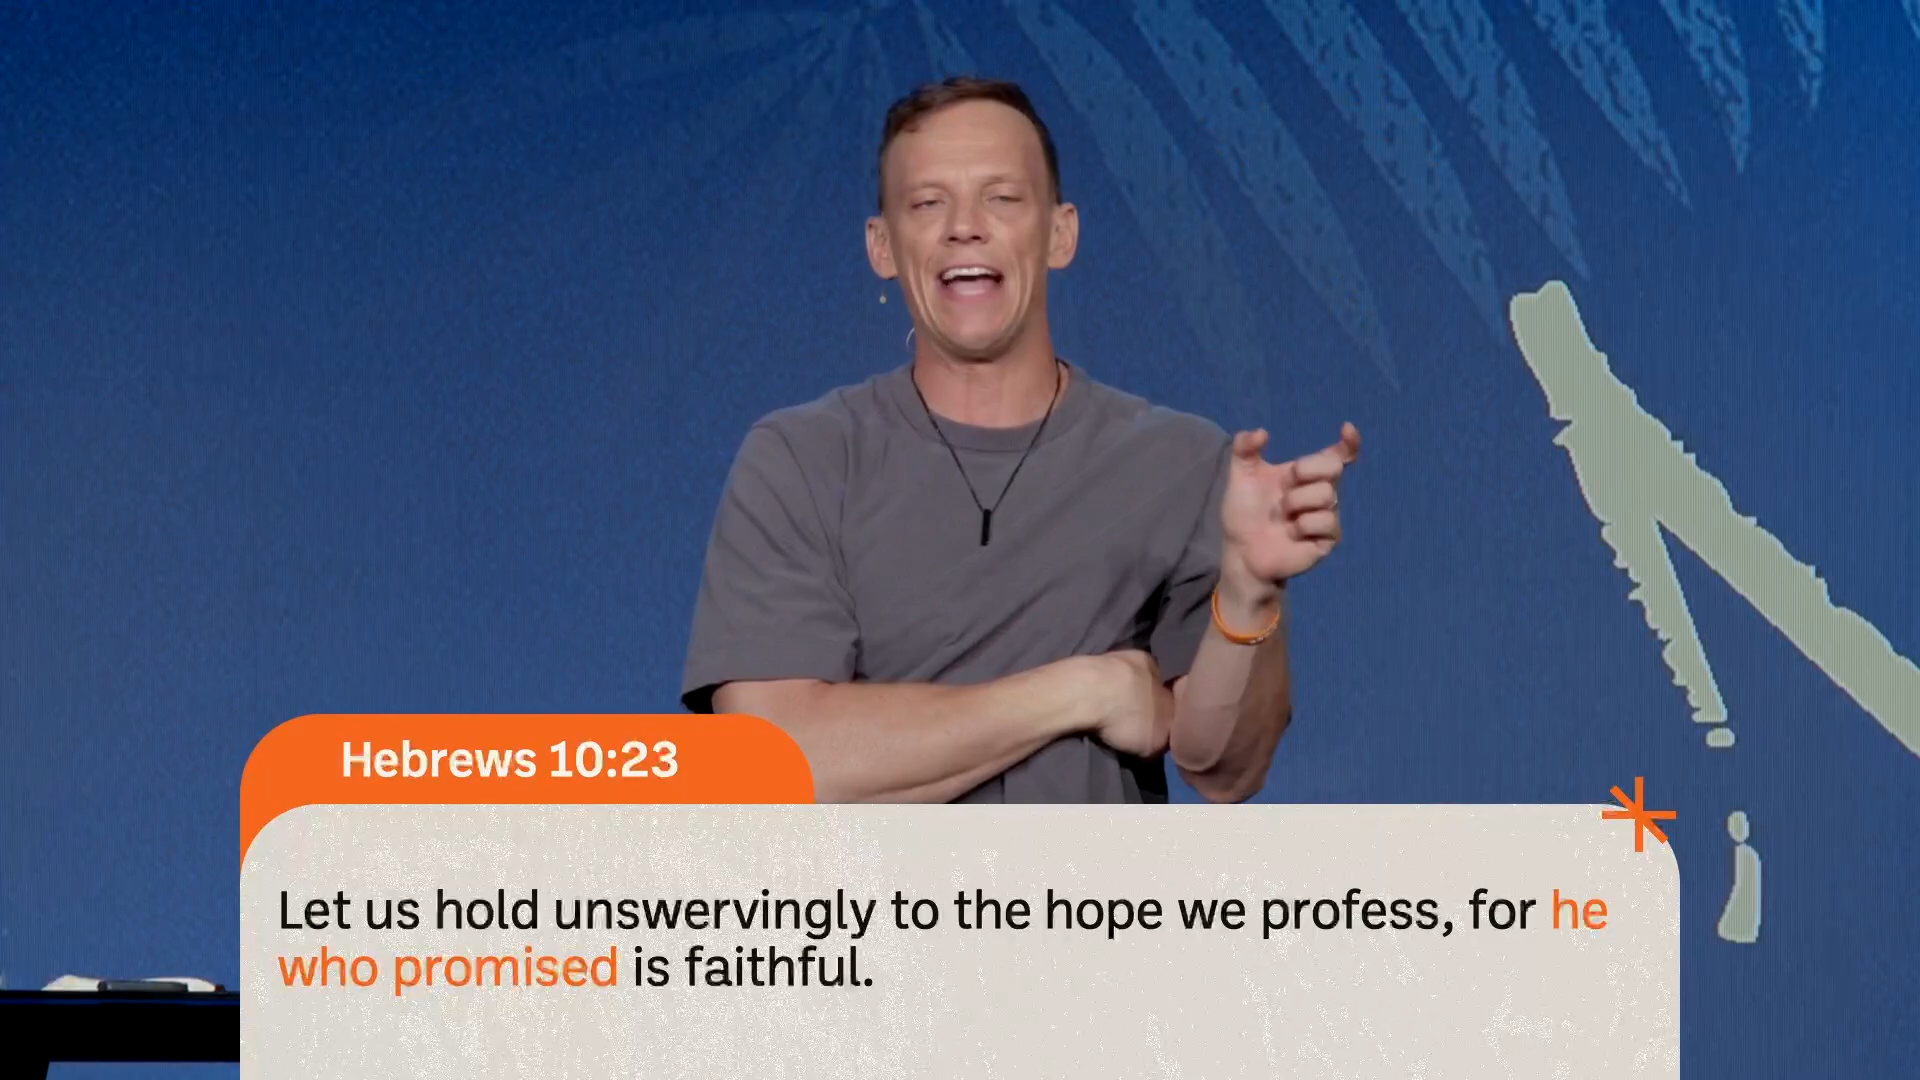 Hebrews 10:23
Let us hold unswervingly to the hope we profess, for he
who promised is faithful.